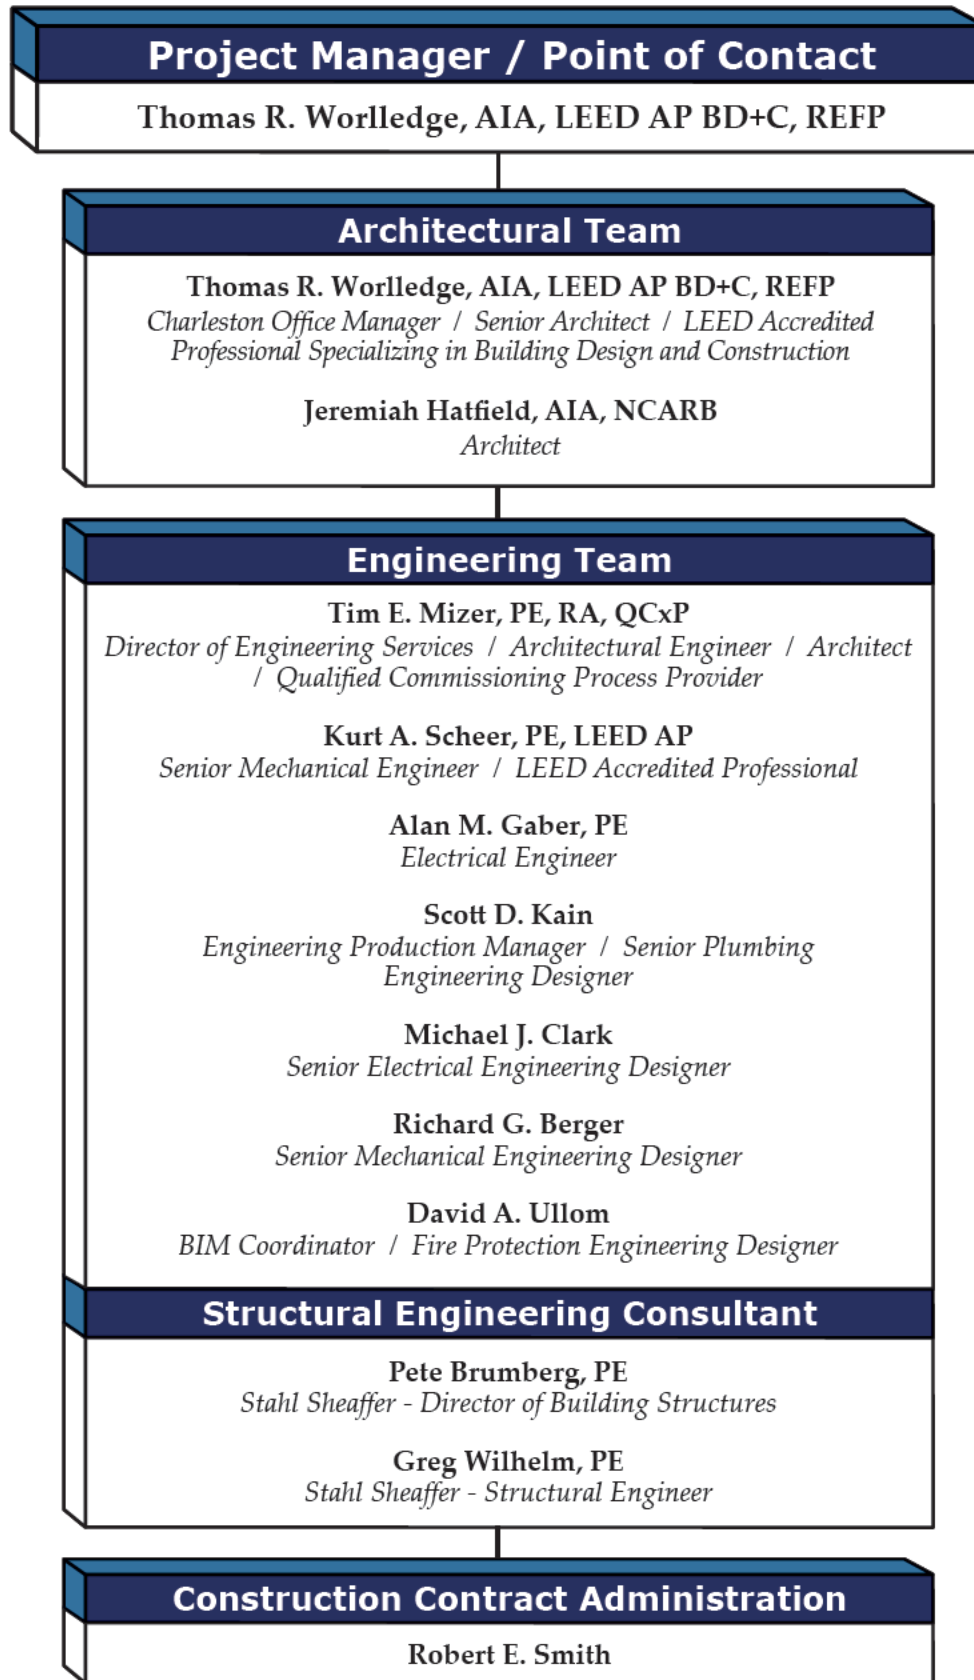 Project Manager / Point of Contact
Thomas R. Worlledge, AIA, LEED AP BD+C, REFP
Architectural Team
Thomas R. Worlledge, AIA, LEED AP BD+C, REFP
Charleston Office Manager / Senior Architect / LEED Accredited
Professional Specializing in Building Design and Construction
Jeremiah Hatfield, AIA, NCARB
Architect
Engineering Team
Tim E. Mizer, PE, RA, QCxP
Director of Engineering Services / Architectural Engineer / Architect
/ Qualified Commissioning Process Provider
Kurt A. Scheer, PE, LEED AP
Senior Mechanical Engineer / LEED Accredited Professional
Alan M. Gaber, PE
Electrical Engineer
Scott D. Kain
Engineering Production Manager / Senior Plumbing
Engineering Designer
Michael J. Clark
Senior Electrical Engineering Designer
Richard G. Berger
Senior Mechanical Engineering Designer
David A. Ullom
BIM Coordinator / Fire Protection Engineering Designer
Structural Engineering Consultant
Pete Brumberg, PE
Stahl Sheaffer - Director of Building Structures
Greg Wilhelm, PE
Stahl Sheaffer - Structural Engineer
Construction Contract Administration
Robert E. Smith